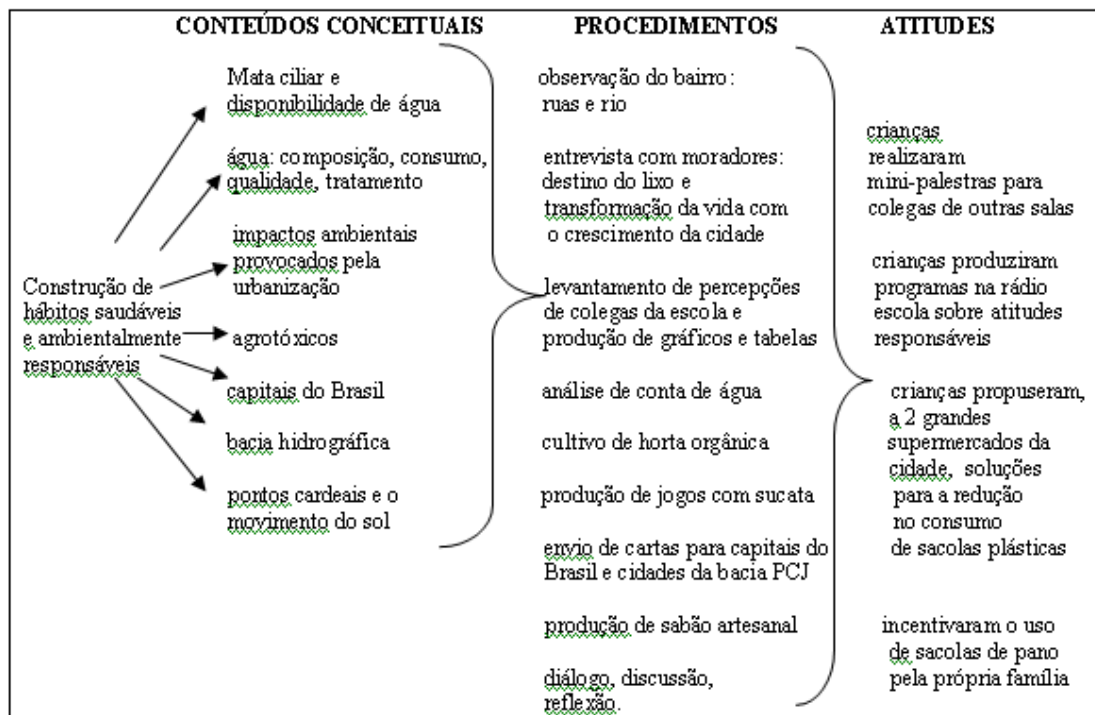 CONTEÚDOS CONCEITUAIS
PROCEDIMENTOS
ATITUDES
Construção de
hábitos saudáveis
e ambientalmente
responsáveis
Mata ciliar e
disponibilidade de água
água: composição, consumo,
qualidade, tratamento
impactos ambientais
provocados pela
urbanização
agrotóxicos
capitais do Brasil
bacia hidrográfica
pontos cardeais e o
movimento do sol
observação do bairro:
ruas e rio
entrevista com moradores:
destino do lixo e
transformação da vida com
o crescimento da cidade
levantamento de percepções
de colegas da escola e
produção de gráficos e tabelas
análise de conta de água
cultivo de horta orgânica
produção de jogos com sucata
envio de cartas para capitais do
Brasil e cidades da bacia PCJ
produção de sabão artesanal
diálogo, discussão,
reflexão.
crianças
realizaram
mini-palestras para
colegas de outras salas
crianças produziram
programas na rádio
escola sobre atitudes
responsáveis
crianças propuseram,
a 2 grandes
supermercados da
cidade, soluções
para a redução
no consumo
de sacolas plásticas
incentivaram o uso
de sacolas de pano
pela própria família